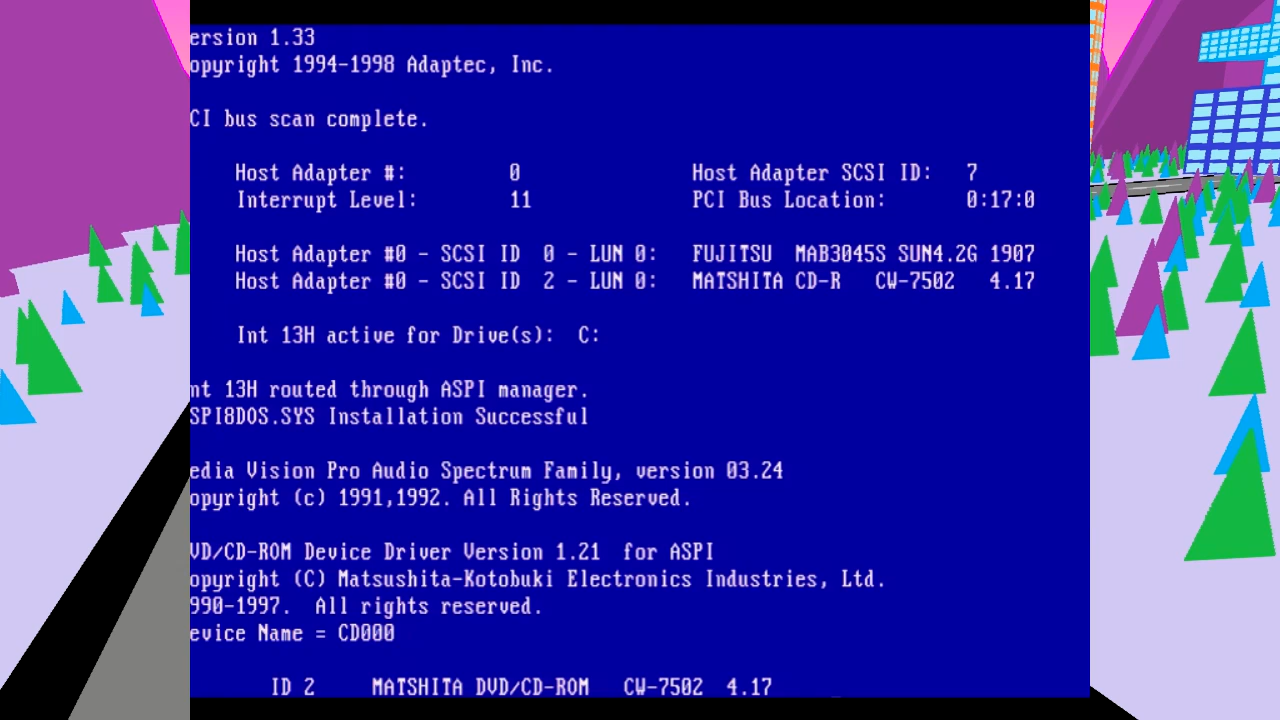 ersion 1.33
opyright 1994-1998 Adaptec, Inc.
CI bus scan complete.
Host Adapter #: 0 Host Adapter SCSI ID: 7
Interrupt Level: 11 PCI Bus Location: 0:17:0
Host Adapter #0 - SCSI ID 0 - LUN 0: FUJITSU MAB3045S SUN4.2G 1907
Host Adapter #0 - SCSI ID 2 - LUN 0: MATSHITA CD-R CW-7502 4.17
Int 13H active for Drive(s): C:
nt 13H routed through ASPI manager.
SPI8DOS.SYS Installation Successful
edia Vision Pro Audio Spectrum Family, version 03.24
opyright (c) 1991,1992. All Rights Reserved.
VD/CD-ROM Device Driver Version 1.21 for ASPI
opyright (C) Matsushita-Kotobuki Electronics Industries, Ltd.
990-1997. All rights reserved.
evice Name = CD000
ID 2 MATSHITA DVD/CD-ROM CW-7502 4.17